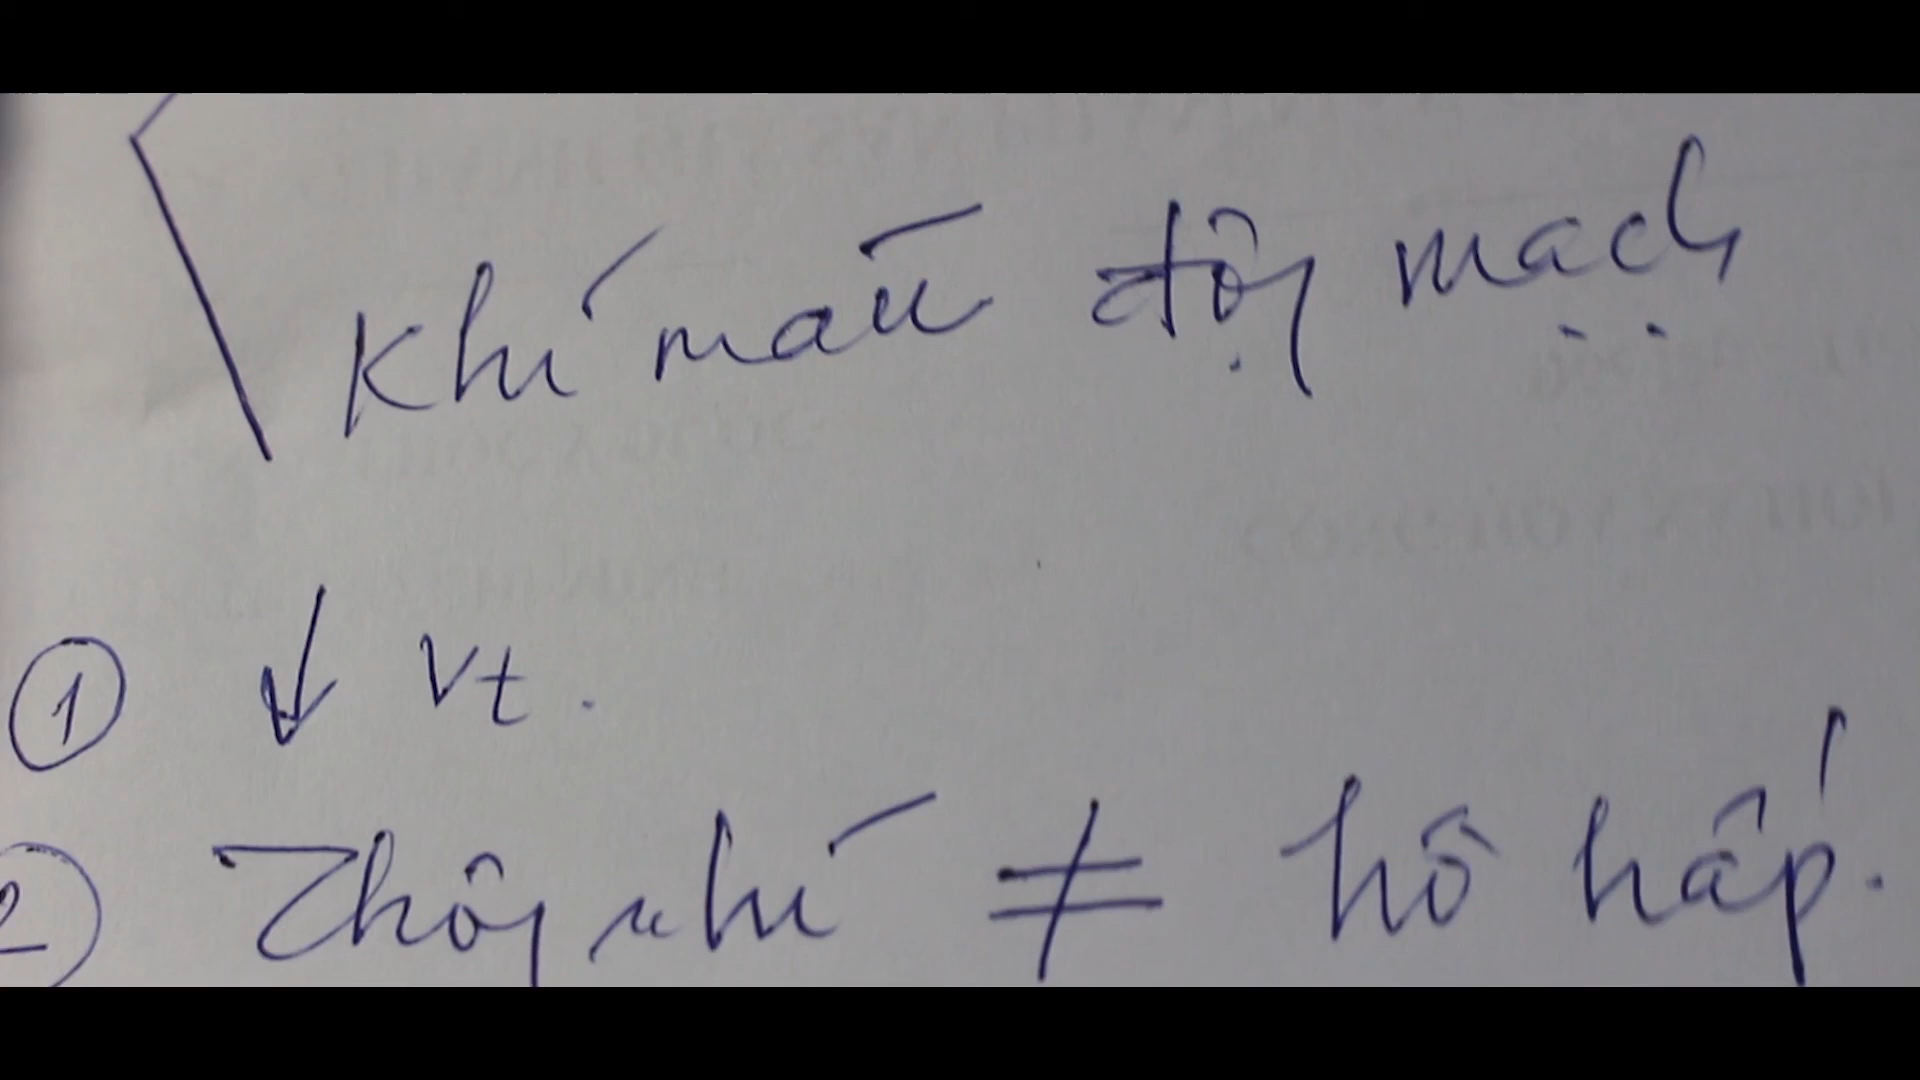 Khí máu động mạch
① ↓ Vt.
② Thông khí ≠ hô hấp.